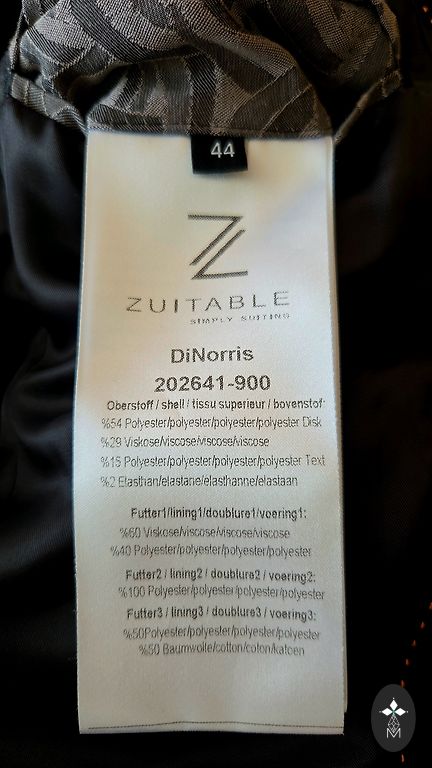 44
ZUITABLE
SIMPLY SUITING
DiNorris
202641-900
Oberstoff / shell / tissu superieur / bovenstof:
%54 Polyester/polyester/polyester/polyester Disk
%29 Viskose/viscose/viscose/viscose
%15 Polyester/polyester/polyester/polyester Text
%2 Elasthan/elastane/elasthanne/elastaan
Futter1/lining1/doublure1/voering1:
%60 Viskose/viscose/viscose/viscose
%40 Polyester/polyester/polyester/polyester
Futter2 / lining2 / doublure2 / voering2:
%100 Polyester/polyester/polyester/polyester
Futter3 / lining3 / doublure3 / voering3:
%50Polyester/polyester/polyester/polyester
%50 Baumwolle/cotton/coton/katoen
M